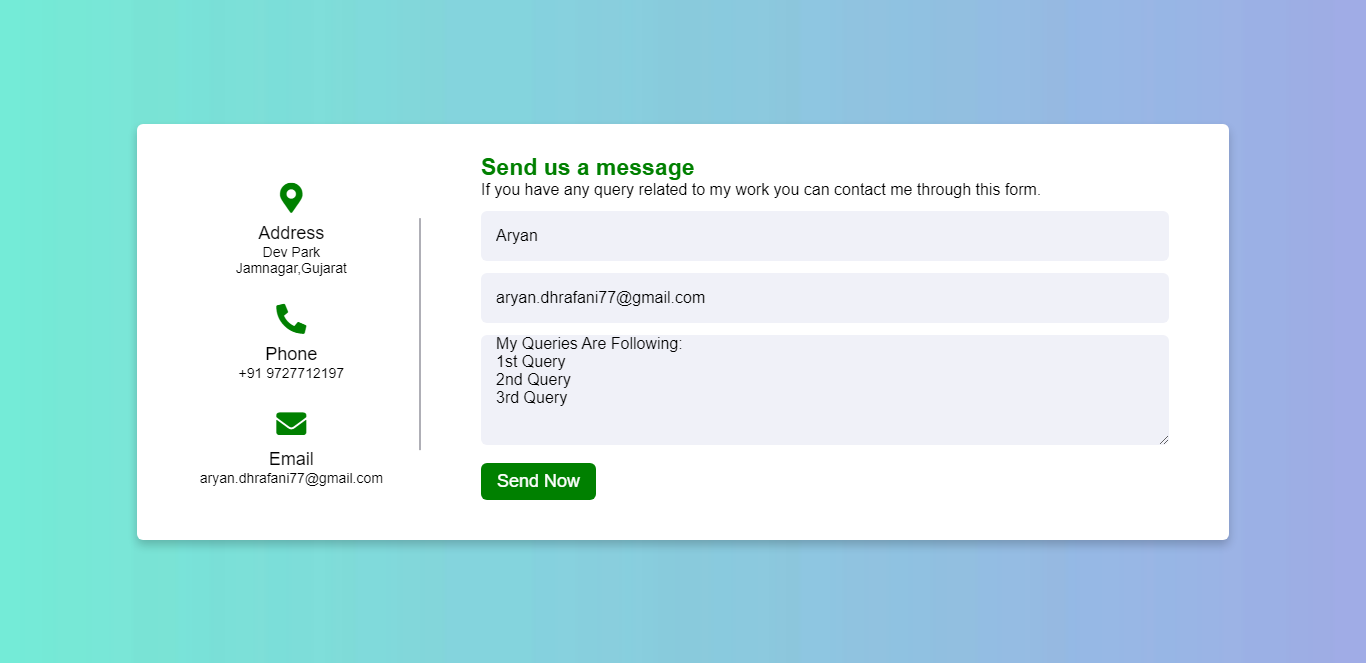 Address
Dev Park
Jamnagar,Gujarat
Phone
+91 9727712197
Email
aryan.dhrafani77@gmail.com
Send us a message
If you have any query related to my work you can contact me through this form.
Aryan
aryan.dhrafani77@gmail.com
My Queries Are Following:
1st Query
2nd Query
3rd Query
Send Now